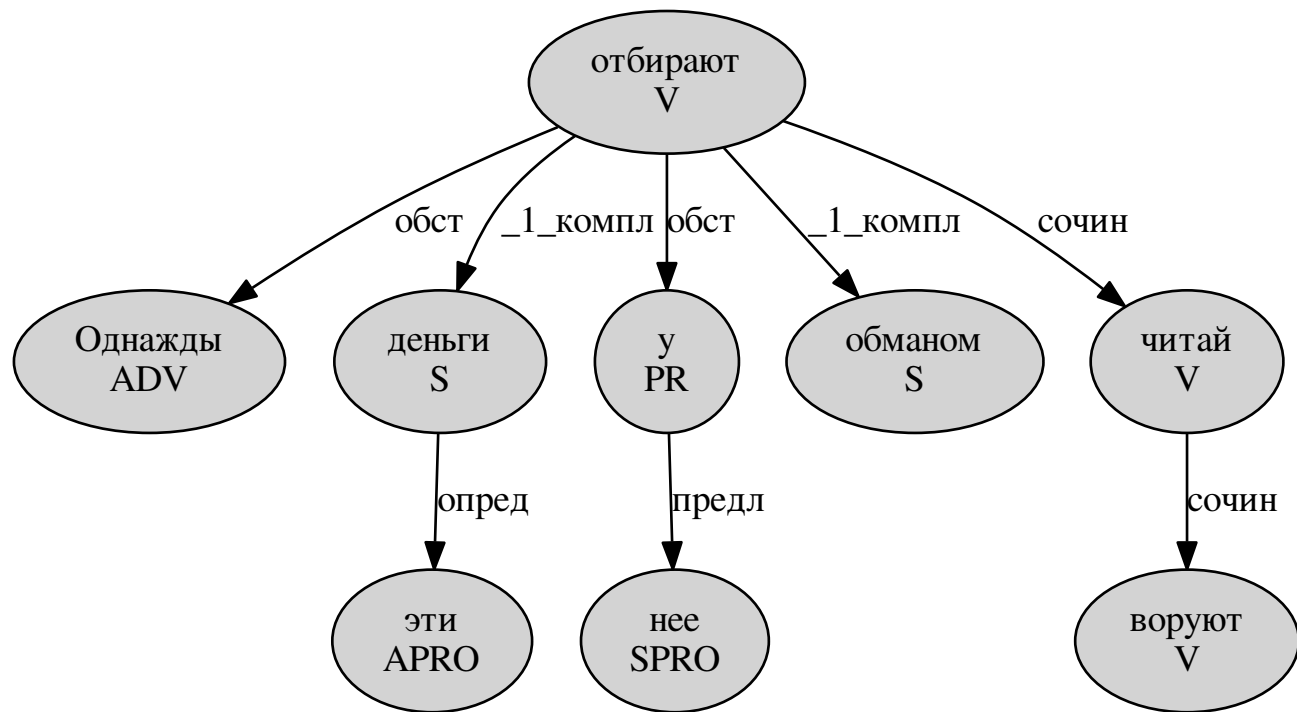 отбирают
V
обст
_1_компл
обст
_1_компл
сочин
Однажды
ADV
деньги
S
у
PR
обманом
S
читай
V
опред
предл
сочин
эти
APRO
нее
SPRO
воруют
V